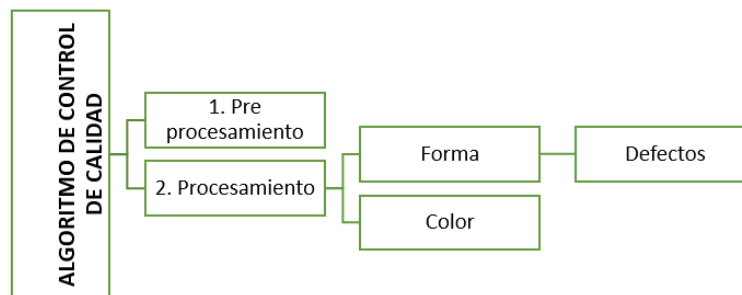 ALGORITMO DE CONTROL
DE CALIDAD
1. Pre
procesamiento
2. Procesamiento
Forma
Defectos
Color